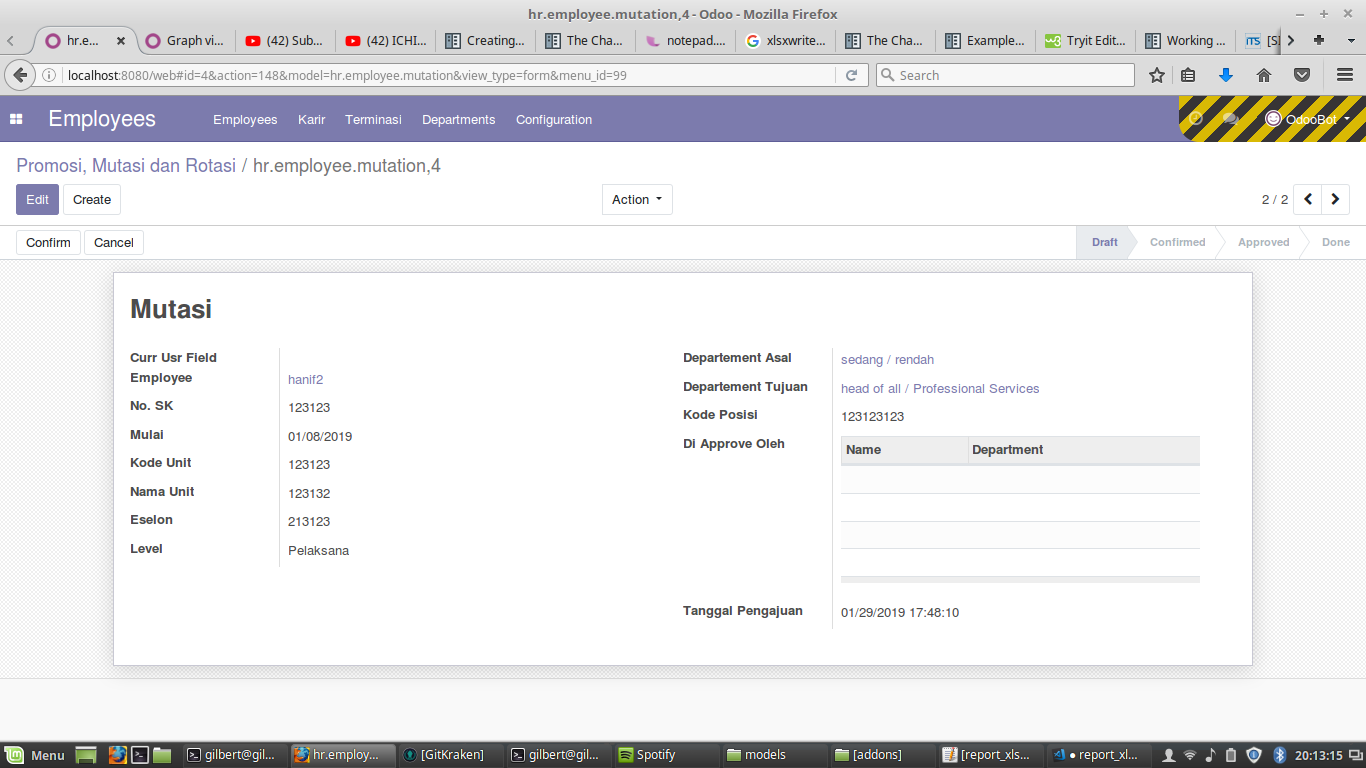 hr.employee.mutation,4 - Odoo - Mozilla Firefox
hr.e... Graph vi... (42) Sub... (42) ICHI... Creating... The Cha... notepad.... xlsxwrite... The Cha... Example... Tryit Edit... Working ... [S
localhost:8080/web#id=4&action=148&model=hr.employee.mutation&view_type=form&menu_id=99
Search
Employees Employees Karir Terminasi Departments Configuration OdooBot
Promosi, Mutasi dan Rotasi / hr.employee.mutation,4
Edit Create Action 2 / 2
Confirm Cancel Draft Confirmed Approved Done
Mutasi
Curr Usr Field
Employee hanif2
No. SK 123123
Mulai 01/08/2019
Kode Unit 123123
Nama Unit 123132
Eselon 213123
Level Pelaksana
Departement Asal sedang / rendah
Departement Tujuan head of all / Professional Services
Kode Posisi 123123123
Di Approve Oleh Name Department
Tanggal Pengajuan 01/29/2019 17:48:10
Menu gilbert@gil... hr.employ... [GitKraken] gilbert@gil... Spotify models [addons] [report_xls... • report_xl... 20:13:15